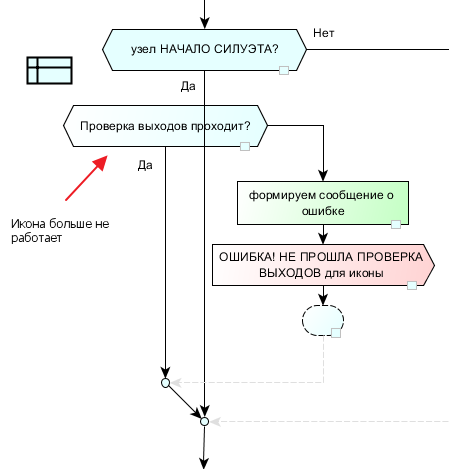 узел НАЧАЛО СИЛУЭТА?
Нет
Да
Проверка выходов проходит?
Да
Икона больше не
работает
формируем сообщение о
ошибке
ОШИБКА! НЕ ПРОШЛА ПРОВЕРКА
ВЫХОДОВ для иконы